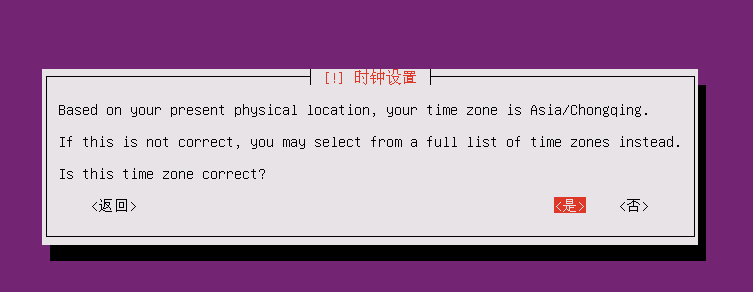 [!] 时钟设置
Based on your present physical location, your time zone is Asia/Chongqing.
If this is not correct, you may select from a full list of time zones instead.
Is this time zone correct?
<返回> <是> <否>